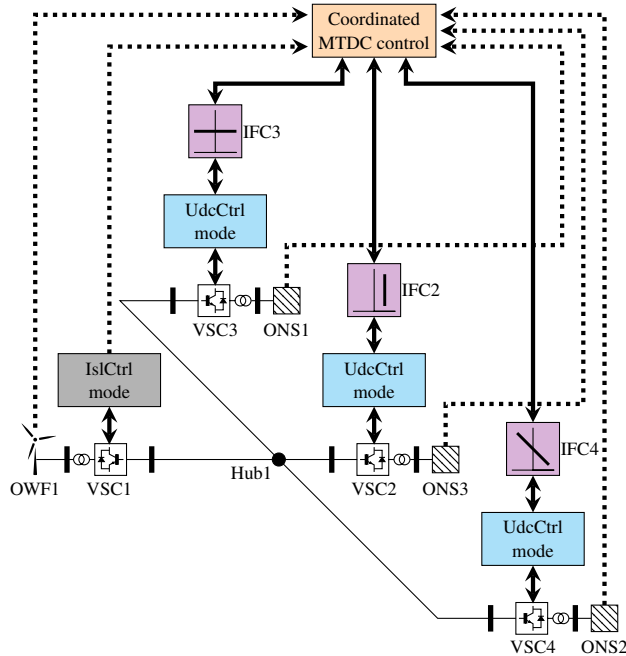 Coordinated
MTDC control
IFC3
UdcCtrl
mode
VSC3
ONS1
IFC2
IslCtrl
mode
UdcCtrl
mode
IFC4
OWF1
VSC1
Hub1
VSC2
ONS3
UdcCtrl
mode
VSC4
ONS2